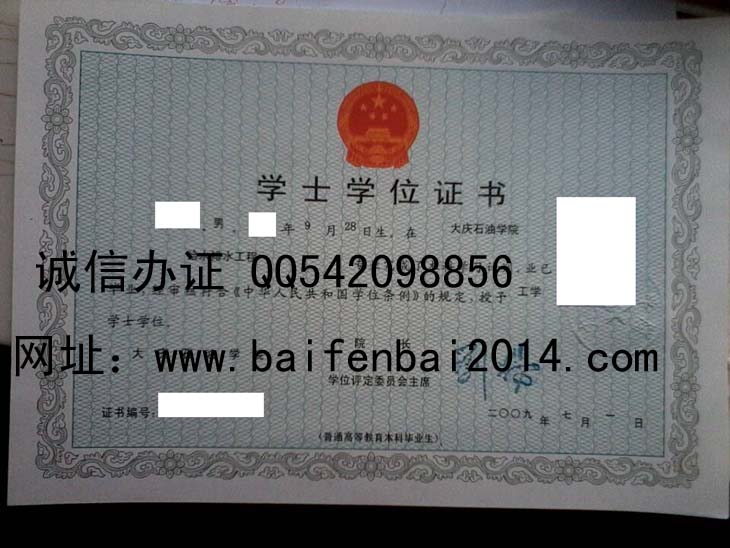 学士学位证书
，男，
年9月28日生，在 大庆石油学院
水工程
诚信办证 QQ542098856
业已
《中华人民共和国学位条例》的规定，授予 工学
学士学位。
网址：www.baifenbai2014.com
院 长
学位评定委员会主席
证书编号：
二〇〇九年 七月 一日
（普通高等教育本科毕业生）